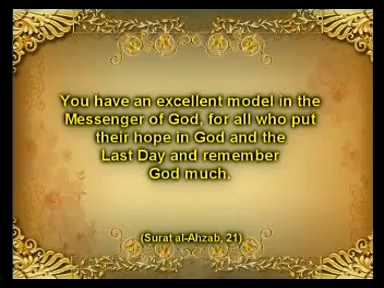 You have an excellent model in the
Messenger of God, for all who put
their hope in God and the
Last Day and remember
God much.
(Surat al-Ahzab, 21)